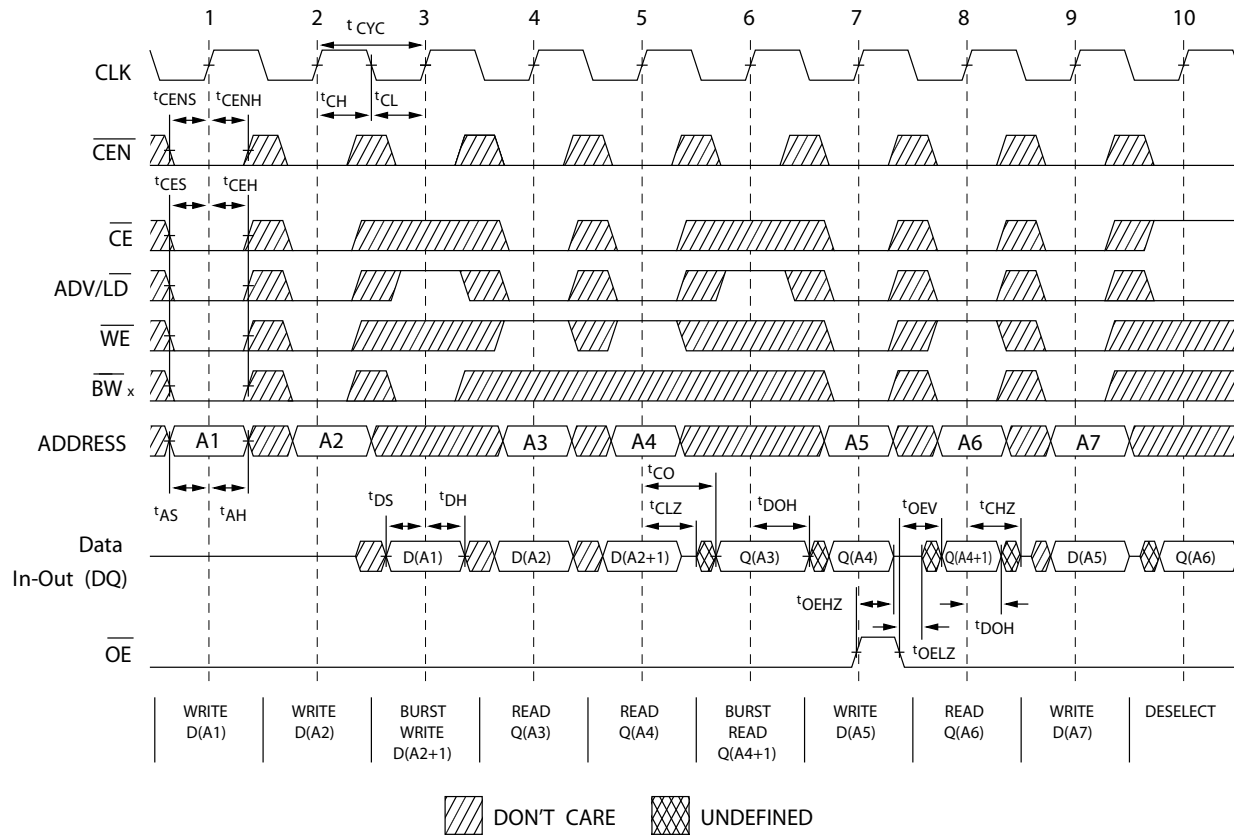 1 2 3 4 5 6 7 8 9 10
t CYC
CLK
tCENS tCENH tCH tCL
CEN
tCES tCEH
CE
ADV/LD
WE
BW x
ADDRESS A1 A2 A3 A4 A5 A6 A7
tAS tAH tDS tDH tCO tCLZ tDOH tOEV tCHZ
Data
In-Out (DQ) D(A1) D(A2) D(A2+1) Q(A3) Q(A4) Q(A4+1) D(A5) Q(A6)
tOEHZ tDOH
tOELZ
OE
WRITE D(A1)
WRITE D(A2)
BURST WRITE D(A2+1)
READ Q(A3)
READ Q(A4)
BURST READ Q(A4+1)
WRITE D(A5)
READ Q(A6)
WRITE D(A7)
DESELECT
DON'T CARE UNDEFINED